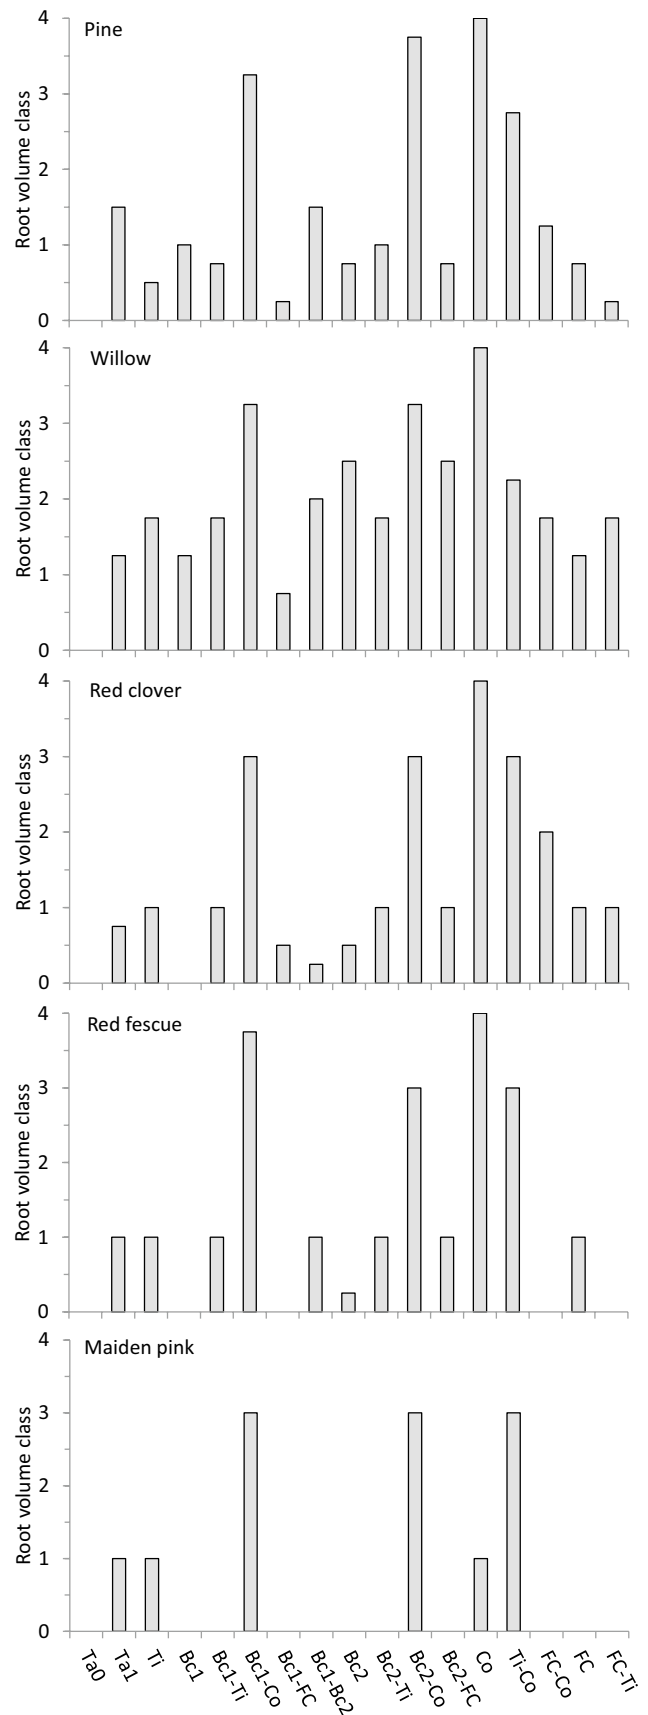 Pine
Root volume class
4
3
2
1
0
Willow
Root volume class
4
3
2
1
0
Red clover
Root volume class
4
3
2
1
0
Red fescue
Root volume class
4
3
2
1
0
Maiden pink
Root volume class
4
3
2
1
0
Ta0
Ta1
Ti
Bc1
Bc1-Ti
Bc1-Co
Bc1-FC
Bc1-Bc2
Bc2
Bc2-Ti
Bc2-Co
Bc2-FC
Co
Ti-Co
FC-Co
FC
FC-Ti